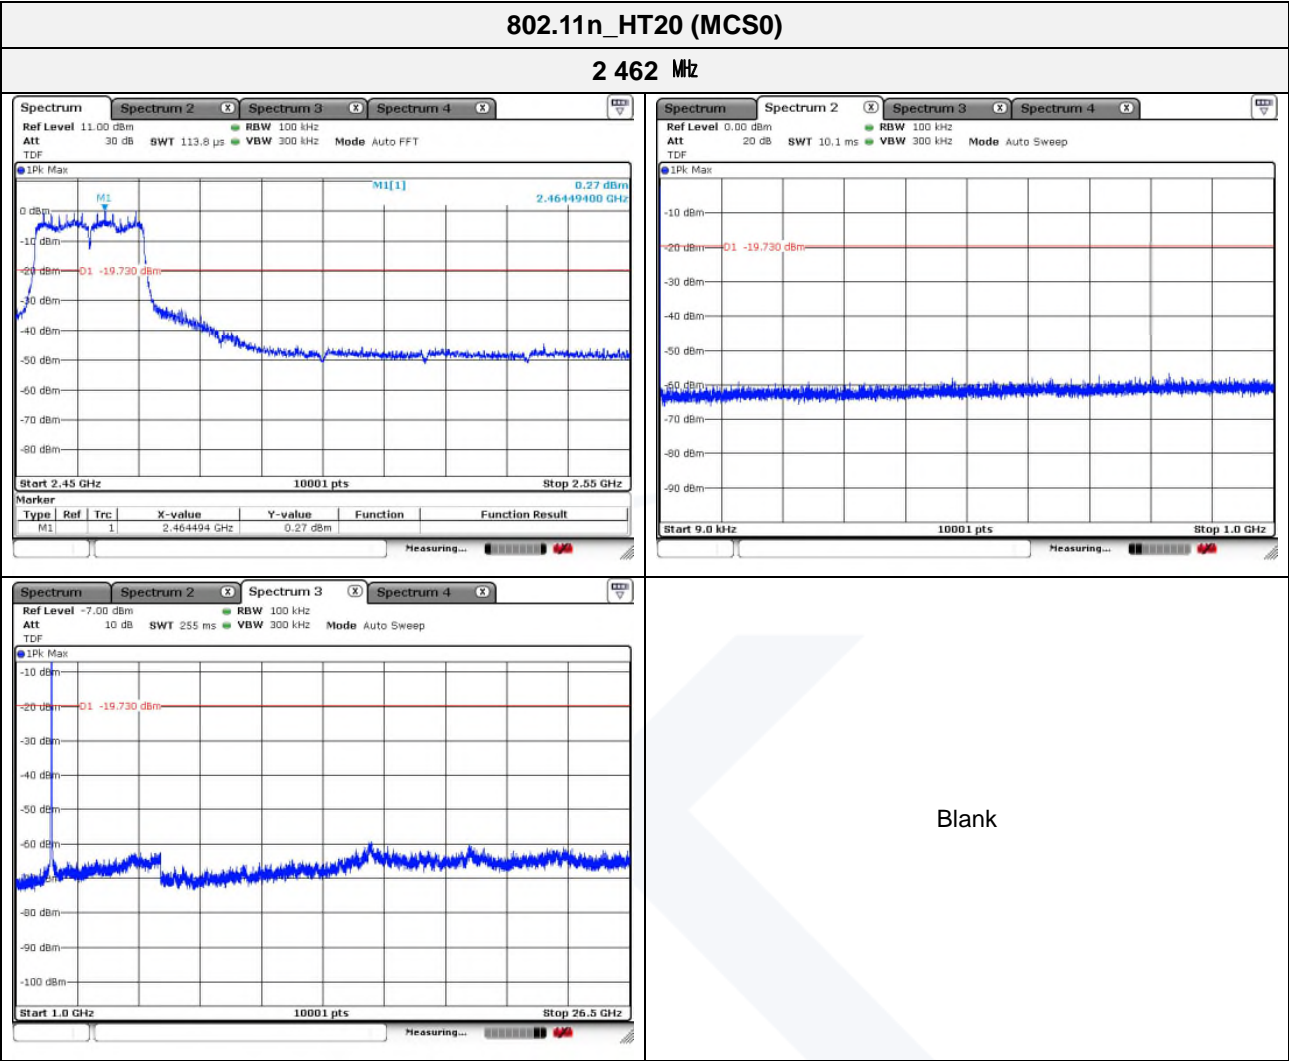 802.11n_HT20 (MCS0)
2 462 ㎒
Spectrum Spectrum 2 X Spectrum 3 X Spectrum 4 X
Ref Level 11.00 dBm RBW 100 kHz
Att 30 dB SWT 113.8 µs VBW 300 kHz Mode Auto FFT
TDF
1Pk Max
M1[1] 0.27 dBm
2.46449400 GHz
M1
0 dBm
-10 dBm
-20 dBm D1 -19.730 dBm
-30 dBm
-40 dBm
-50 dBm
-60 dBm
-70 dBm
-80 dBm
Start 2.45 GHz 10001 pts Stop 2.55 GHz
Marker
Type Ref Trc X-value Y-value Function Function Result
M1 1 2.464494 GHz 0.27 dBm
Measuring...
Spectrum Spectrum 2 X Spectrum 3 X Spectrum 4 X
Ref Level 0.00 dBm RBW 100 kHz
Att 20 dB SWT 10.1 ms VBW 300 kHz Mode Auto Sweep
TDF
1Pk Max
-10 dBm
-20 dBm D1 -19.730 dBm
-30 dBm
-40 dBm
-50 dBm
-60 dBm
-70 dBm
-80 dBm
-90 dBm
Start 9.0 kHz 10001 pts Stop 1.0 GHz
Measuring...
Spectrum Spectrum 2 X Spectrum 3 X Spectrum 4 X
Ref Level -7.00 dBm RBW 100 kHz
Att 10 dB SWT 255 ms VBW 300 kHz Mode Auto Sweep
TDF
1Pk Max
-10 dBm
-20 dBm D1 -19.730 dBm
-30 dBm
-40 dBm
-50 dBm
-60 dBm
-80 dBm
-90 dBm
-100 dBm
Start 1.0 GHz 10001 pts Stop 26.5 GHz
Measuring...
Blank